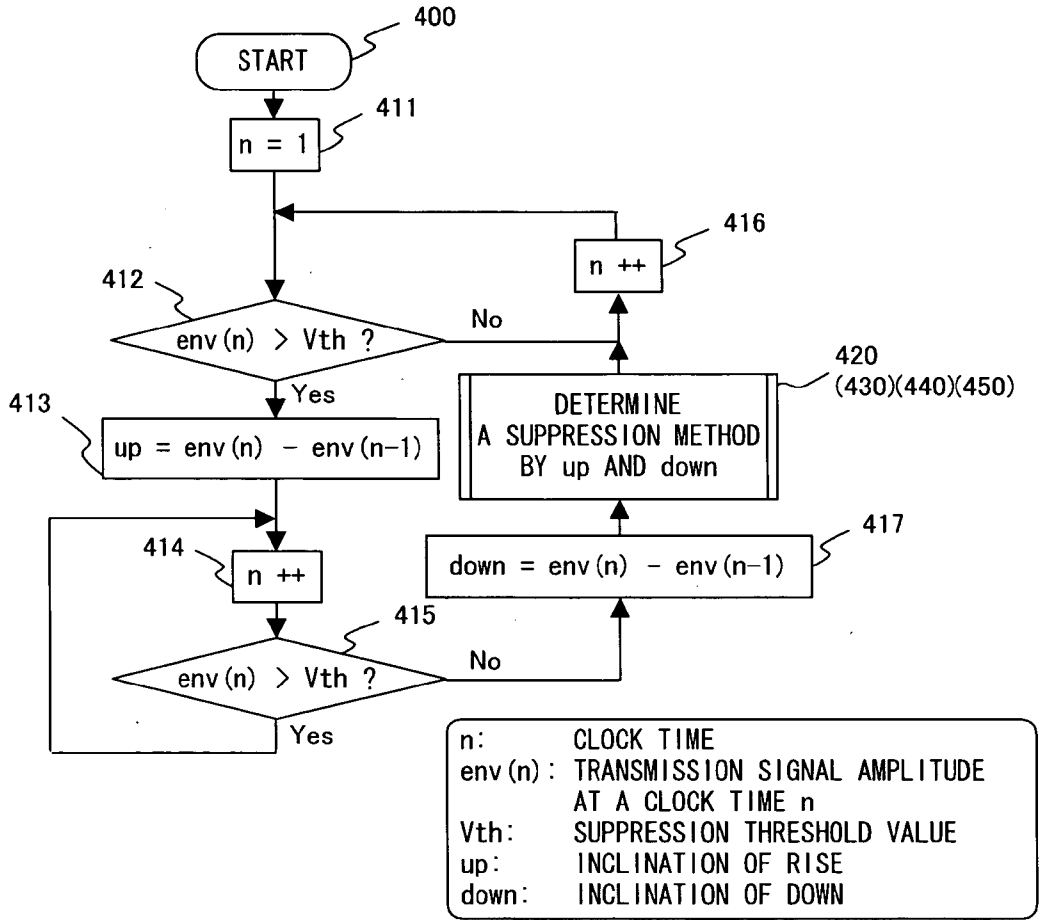 400
START
411
n = 1
416
n ++
412
env(n) > Vth ?
No
Yes
420
(430)(440)(450)
DETERMINE
A SUPPRESSION METHOD
BY up AND down
413
up = env(n) - env(n-1)
417
down = env(n) - env(n-1)
414
n ++
415
env(n) > Vth ?
No
Yes
n: CLOCK TIME
env(n): TRANSMISSION SIGNAL AMPLITUDE
AT A CLOCK TIME n
Vth: SUPPRESSION THRESHOLD VALUE
up: INCLINATION OF RISE
down: INCLINATION OF DOWN